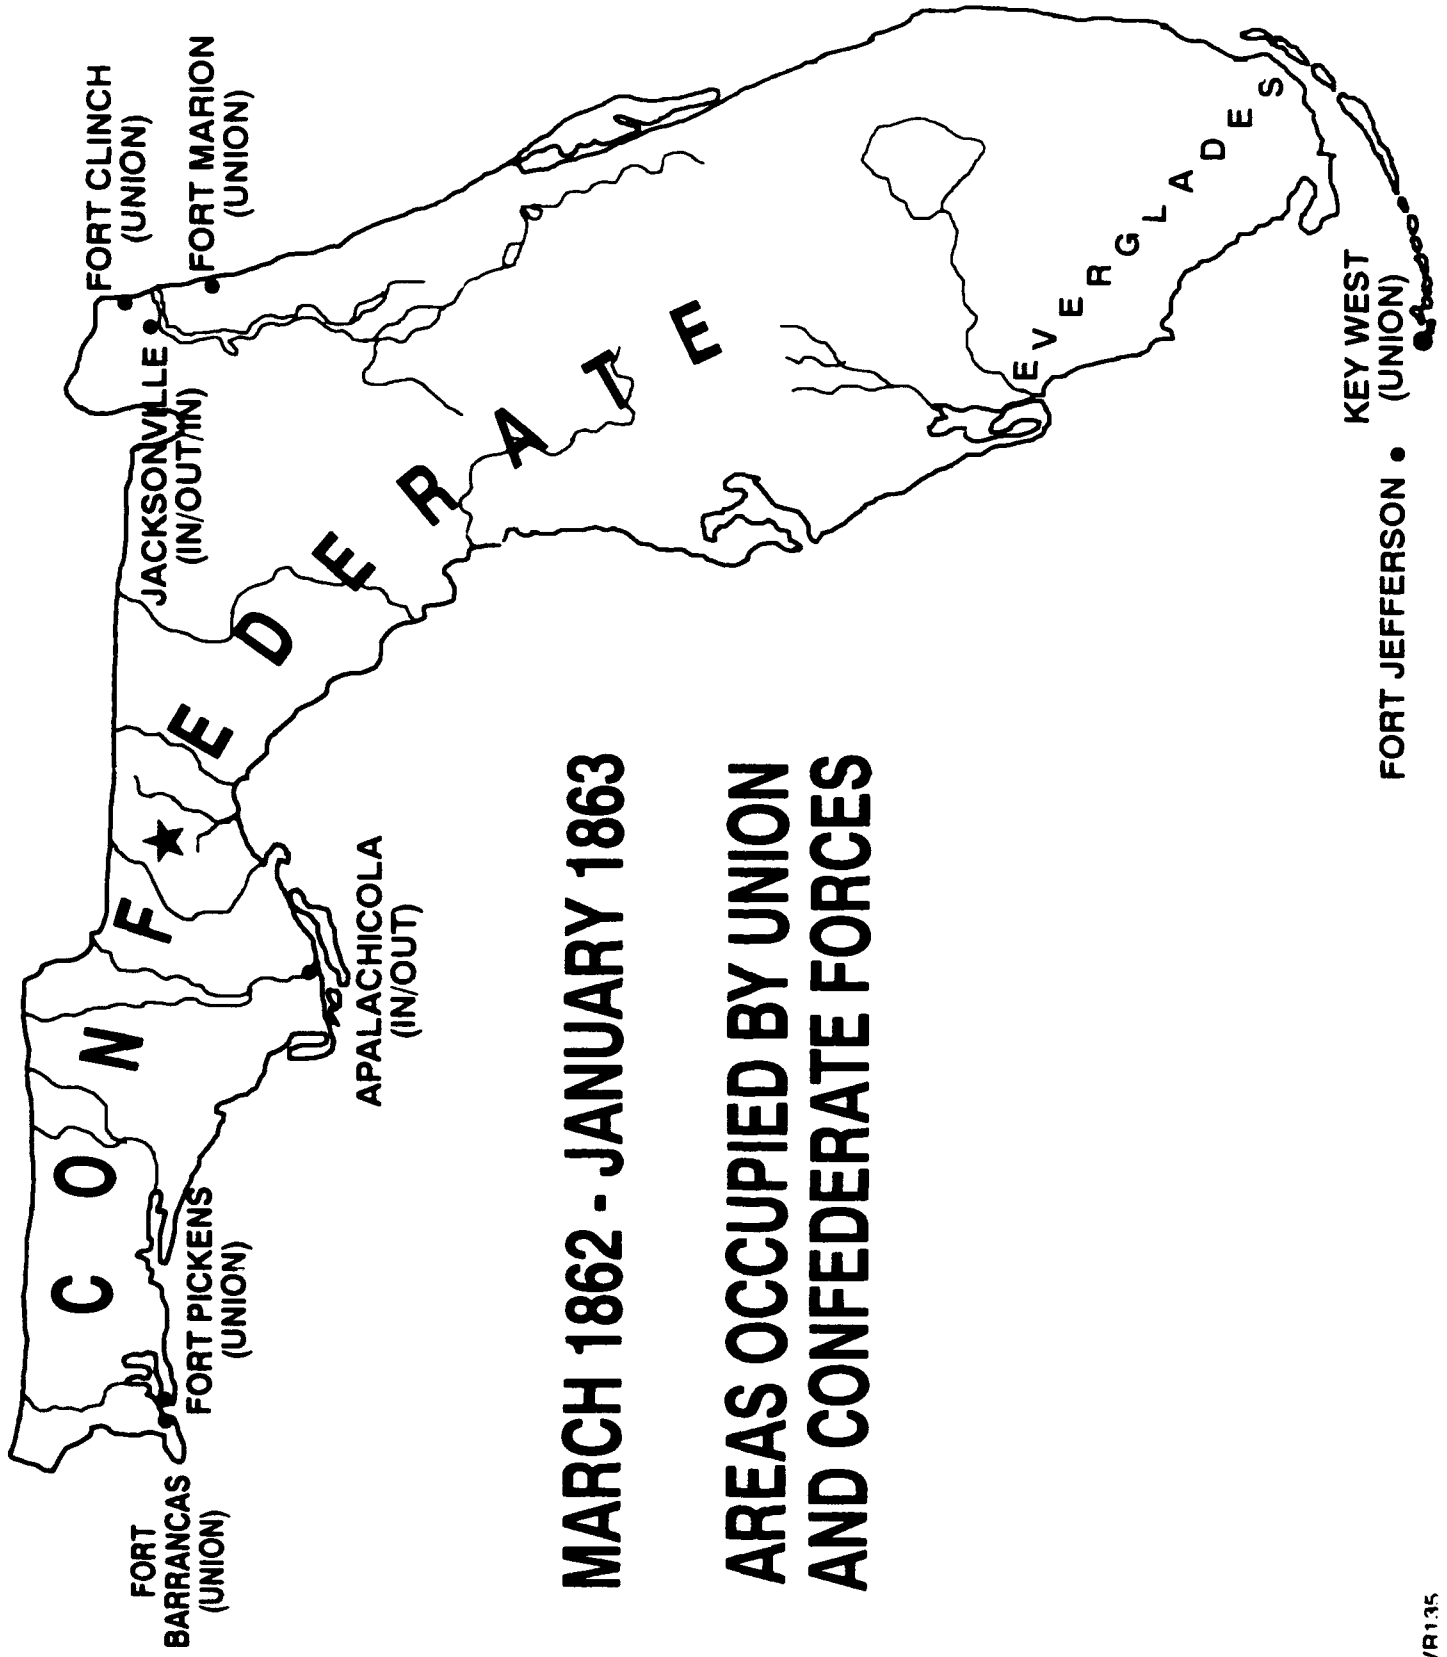 FORT CLINCH
(UNION)
FORT MARION
(UNION)
JACKSONVILLE
(IN/OUT/IN)
CONFEDERATE
FORT
BARRANCAS
(UNION)
FORT PICKENS
(UNION)
APALACHICOLA
(IN/OUT)
EVERGLADES
KEY WEST
(UNION)
FORT JEFFERSON
MARCH 1862 - JANUARY 1863
AREAS OCCUPIED BY UNION
AND CONFEDERATE FORCES